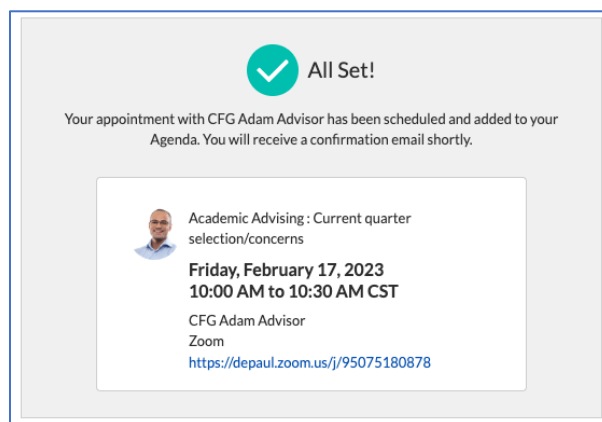 All Set!
Your appointment with CFG Adam Advisor has been scheduled and added to your
Agenda. You will receive a confirmation email shortly.
Academic Advising : Current quarter
selection/concerns
Friday, February 17, 2023
10:00 AM to 10:30 AM CST
CFG Adam Advisor
Zoom
https://depaul.zoom.us/j/95075180878